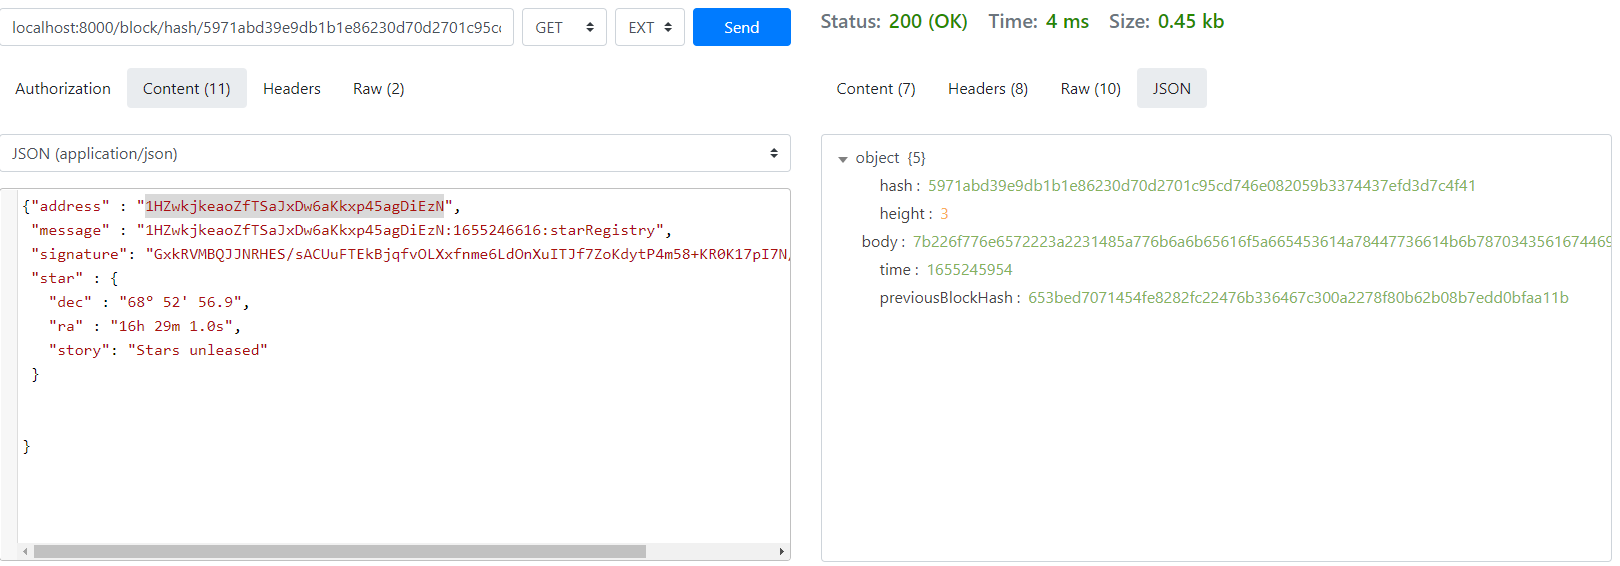 localhost:8000/block/hash/5971abd39e9db1b1e86230d70d2701c95cc GET EXT Send
Status: 200 (OK) Time: 4 ms Size: 0.45 kb
Authorization Content (11) Headers Raw (2)
Content (7) Headers (8) Raw (10) JSON
JSON (application/json)
{"address" : "1HZwkjkeaoZfTSaJxDw6aKkxp45agDiEzN",
"message" : "1HZwkjkeaoZfTSaJxDw6aKkxp45agDiEzN:1655246616:starRegistry",
"signature": "GxkRVMBQJJNRHES/sACUuFTEkBjqfvOLXxfnme6LdOnXuITJf7ZoKdytP4m58+KR0K17pI7N
"star" : {
"dec" : "68° 52' 56.9",
"ra" : "16h 29m 1.0s",
"story": "Stars unleased"
}
}
object {5}
hash : 5971abd39e9db1b1e86230d70d2701c95cd746e082059b3374437efd3d7c4f41
height : 3
body : 7b226f776e6572223a2231485a776b6a6b65616f5a665453614a78447736614b6b7870343561674469
time : 1655245954
previousBlockHash : 653bed7071454fe8282fc22476b336467c300a2278f80b62b08b7edd0bfaa11b